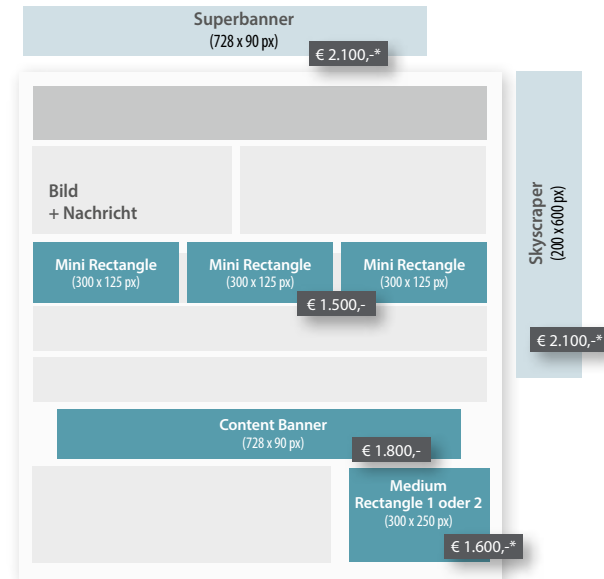 Superbanner
(728 x 90 px)
€ 2.100,-*
Bild
+ Nachricht
Mini Rectangle
(300 x 125 px)
Mini Rectangle
(300 x 125 px)
Mini Rectangle
(300 x 125 px)
€ 1.500,-
Skyscraper
(200 x 600 px)
€ 2.100,-*
Content Banner
(728 x 90 px)
€ 1.800,-
Medium
Rectangle 1 oder 2
(300 x 250 px)
€ 1.600,-*